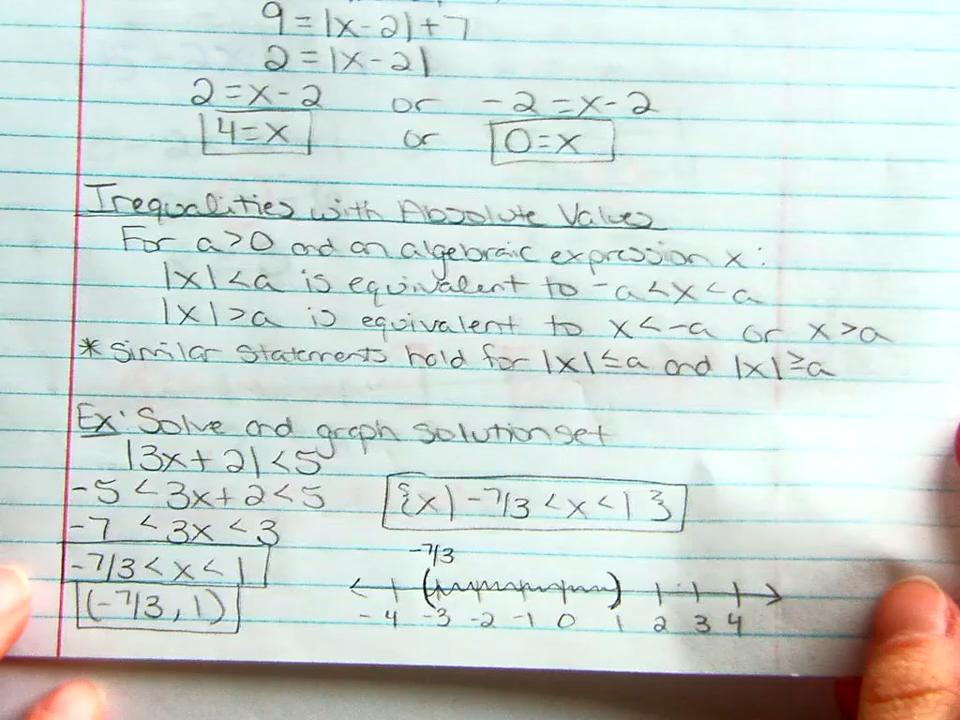 9 = |x - 2| + 7
2 = |x - 2|
2 = x - 2 or -2 = x - 2
4 = x or 0 = x
Inequalities with Absolute Values
For a > 0 and an algebraic expression x:
|x| < a is equivalent to -a < x < a
|x| > a is equivalent to x < -a or x > a
* similar statements hold for |x| ≤ a and |x| ≥ a
Ex: Solve and graph solution set
|3x + 2| < 5
-5 < 3x + 2 < 5 {x | -7/3 < x < 1}
-7 < 3x < 3
-7/3
-7/3 < x < 1
(-7/3, 1)
-4 -3 -2 -1 0 1 2 3 4